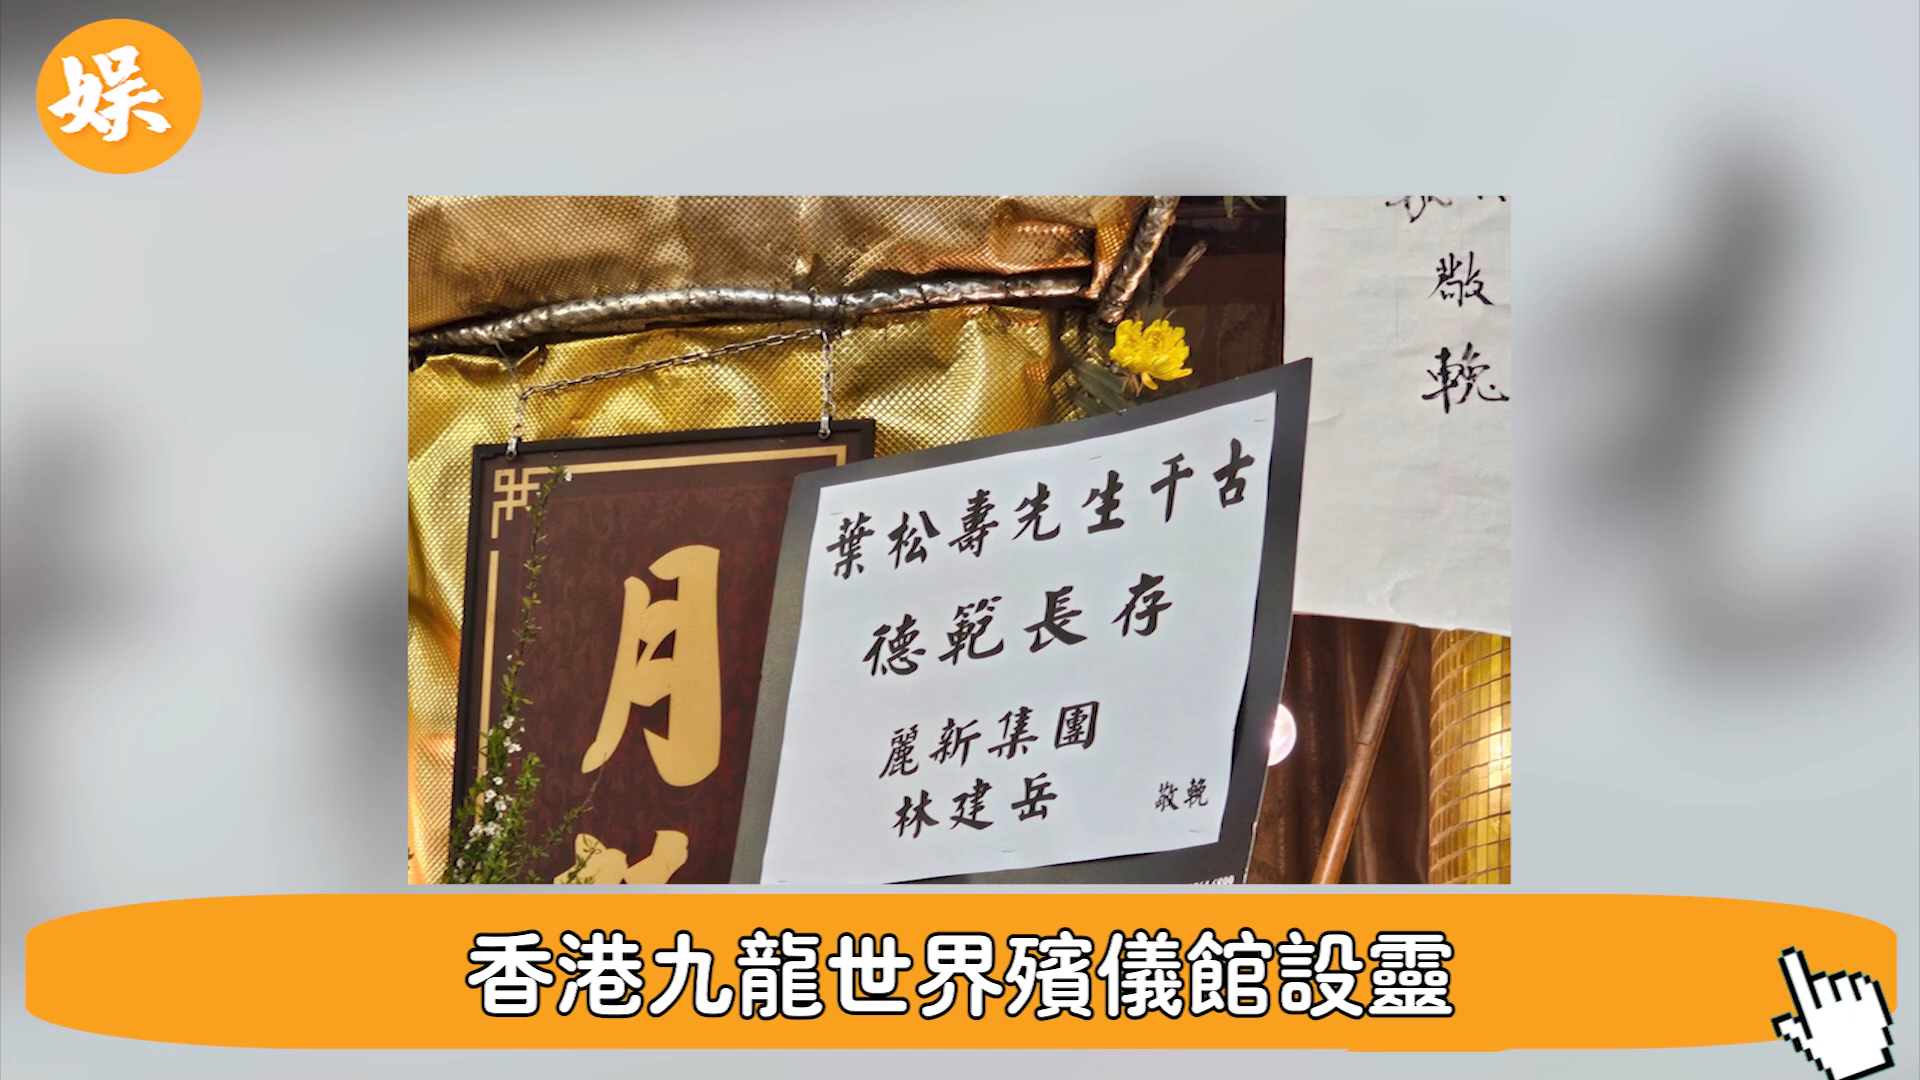 娱
敬
輓
月
葉松壽先生千古
德範長存
麗新集團
林建岳
敬輓
香港九龍世界殯儀館設靈